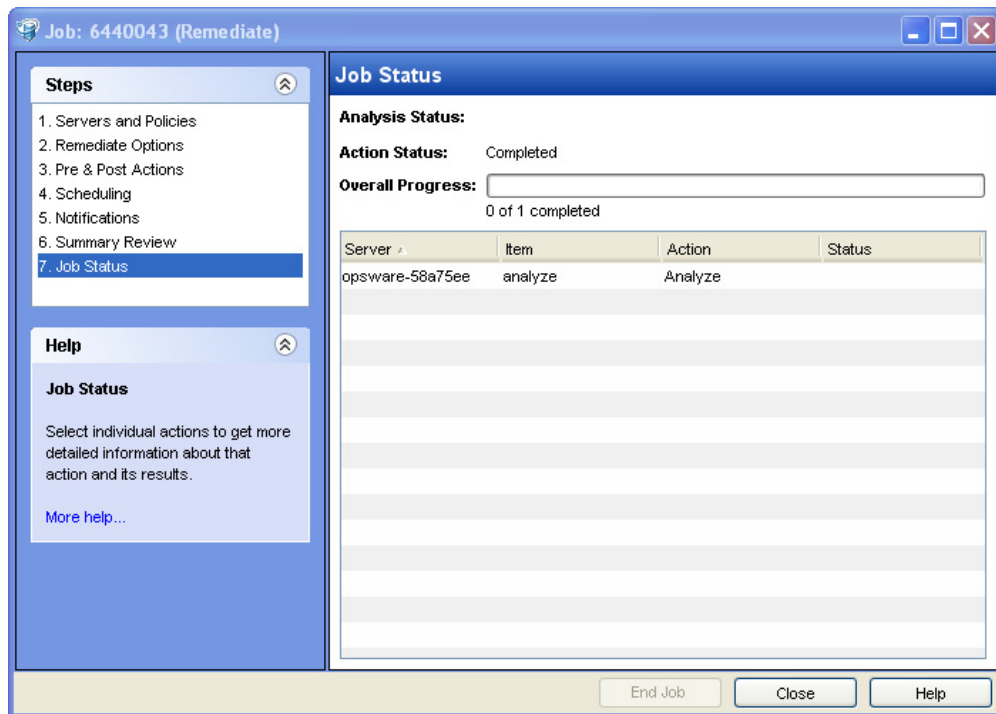 Job: 6440043 (Remediate)
Steps
1. Servers and Policies
2. Remediate Options
3. Pre & Post Actions
4. Scheduling
5. Notifications
6. Summary Review
7. Job Status
Help
Job Status
Select individual actions to get more
detailed information about that
action and its results.
More help...
Job Status
Analysis Status:
Action Status: Completed
Overall Progress:
0 of 1 completed
Server Item Action Status
opsware-58a75ee analyze Analyze
End Job Close Help